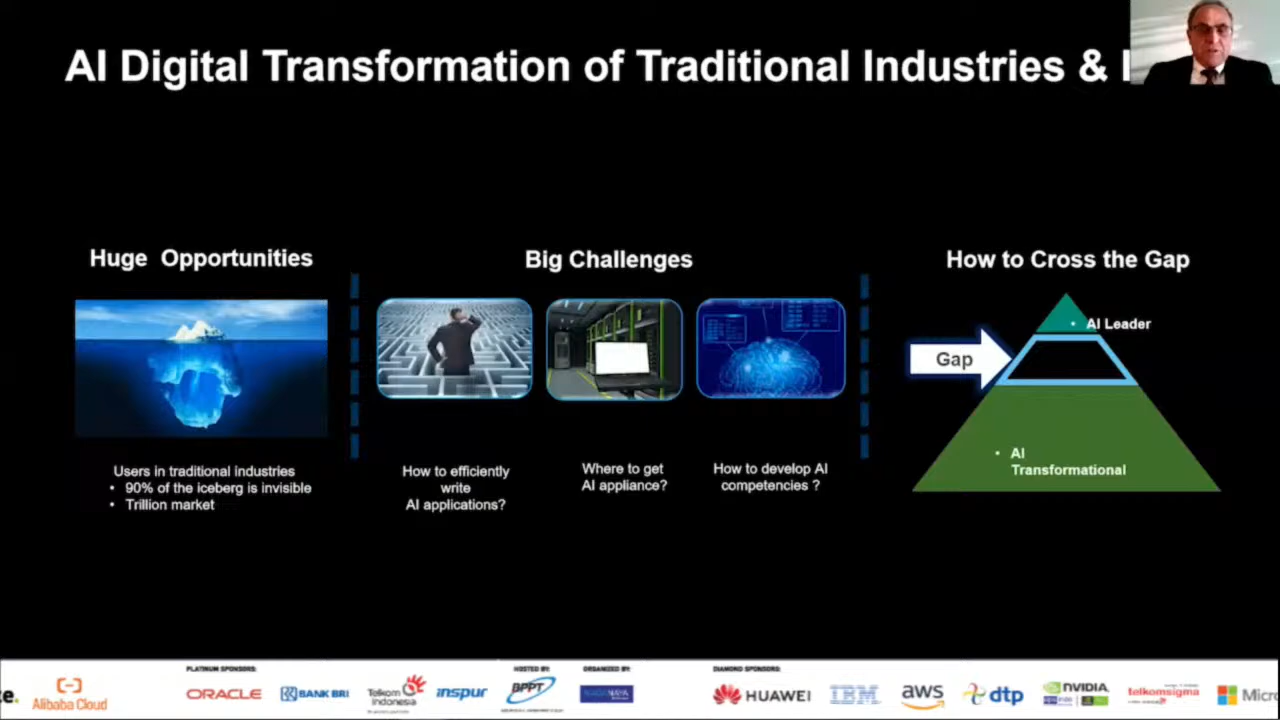 AI Digital Transformation of Traditional Industries &
Huge Opportunities
Users in traditional industries
• 90% of the iceberg is invisible
• Trillion market
Big Challenges
How to efficiently
write
AI applications?
Where to get
AI appliance?
How to develop AI
competencies ?
How to Cross the Gap
• AI Leader
Gap
• AI
Transformational
te.
Alibaba Cloud
PLATINUM SPONSORS:
ORACLE
BANK BRI
Telkom
Indonesia
inspur
HOSTED BY:
BPPT
ORGANIZED BY:
DIAMOND SPONSORS:
HUAWEI
IBM
aws
dtp
NVIDIA.
telkomsigma
Micro